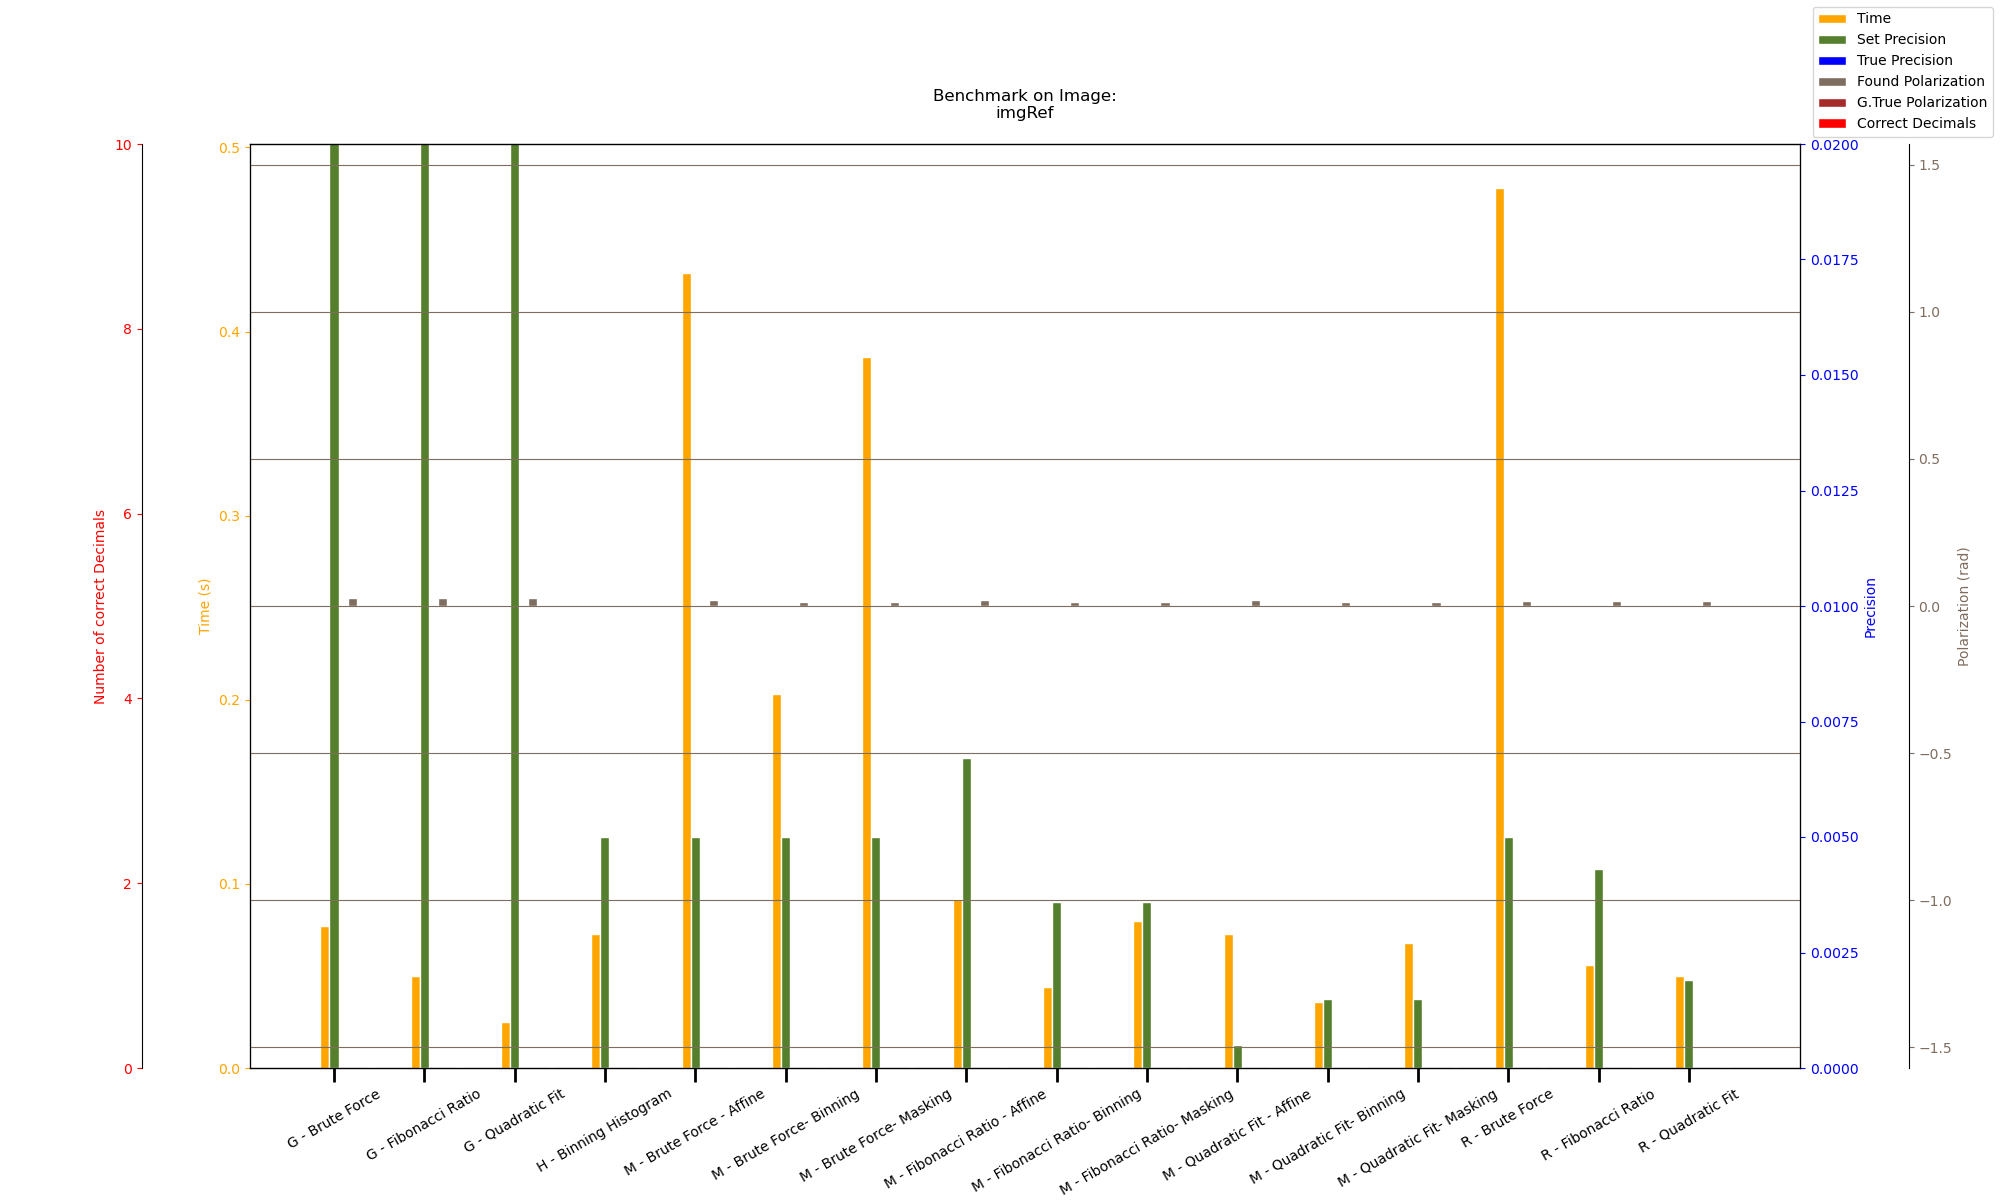 Time
Set Precision
True Precision
Found Polarization
G.True Polarization
Correct Decimals
Benchmark on Image:
imgRef
10
8
6
4
2
0
Number of correct Decimals
0.5
0.4
0.3
0.2
0.1
0.0
Time (s)
0.0200
0.0175
0.0150
0.0125
0.0100
0.0075
0.0050
0.0025
0.0000
Precision
1.5
1.0
0.5
0.0
−0.5
−1.0
−1.5
Polarization (rad)
G - Brute Force
G - Fibonacci Ratio
G - Quadratic Fit
H - Binning Histogram
M - Brute Force - Affine
M - Brute Force- Binning
M - Brute Force- Masking
M - Fibonacci Ratio - Affine
M - Fibonacci Ratio- Binning
M - Fibonacci Ratio- Masking
M - Quadratic Fit - Affine
M - Quadratic Fit- Binning
M - Quadratic Fit- Masking
R - Brute Force
R - Fibonacci Ratio
R - Quadratic Fit